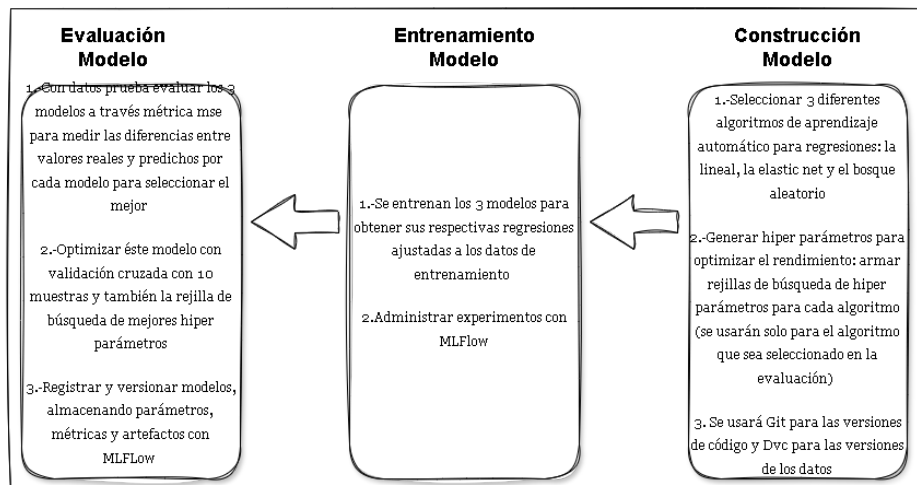 Evaluación
Modelo
1.-Con datos prueba evaluar los 3
modelos a través métrica mse
para medir las diferencias entre
valores reales y predichos por
cada modelo para seleccionar el
mejor
2.-Optimizar éste modelo con
validación cruzada con 10
muestras y también la rejilla de
búsqueda de mejores hiper
parámetros
3.-Registrar y versionar modelos,
almacenando parámetros,
métricas y artefactos con
MLFLow
Entrenamiento
Modelo
1.-Se entrenan los 3 modelos para
obtener sus respectivas regresiones
ajustadas a los datos de
entrenamiento
2.Administrar experimentos con
MLFlow
Construcción
Modelo
1.-Seleccionar 3 diferentes
algoritmos de aprendizaje
automático para regresiones: la
lineal, la elastic net y el bosque
aleatorio
2.-Generar hiper parámetros para
optimizar el rendimiento: armar
rejillas de búsqueda de hiper
parámetros para cada algoritmo
(se usarán solo para el algoritmo
que sea seleccionado en la
evaluación)
3. Se usará Git para las versiones
de código y Dvc para las versiones
de los datos